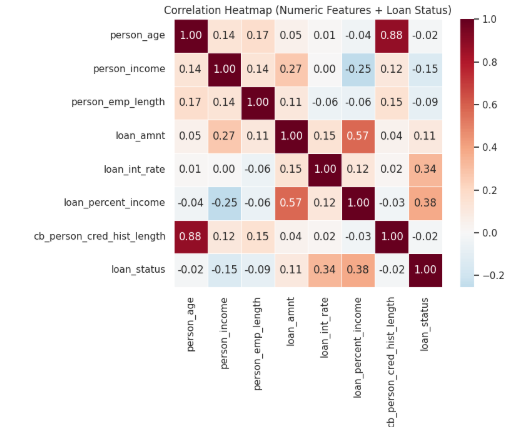 Correlation Heatmap (Numeric Features + Loan Status)
person_age 1.00 0.14 0.17 0.05 0.01 -0.04 0.88 -0.02
person_income 0.14 1.00 0.14 0.27 0.00 -0.25 0.12 -0.15
person_emp_length 0.17 0.14 1.00 0.11 -0.06 -0.06 0.15 -0.09
loan_amnt 0.05 0.27 0.11 1.00 0.15 0.57 0.04 0.11
loan_int_rate 0.01 0.00 -0.06 0.15 1.00 0.12 0.02 0.34
loan_percent_income -0.04 -0.25 -0.06 0.57 0.12 1.00 -0.03 0.38
cb_person_cred_hist_length 0.88 0.12 0.15 0.04 0.02 -0.03 1.00 -0.02
loan_status -0.02 -0.15 -0.09 0.11 0.34 0.38 -0.02 1.00
person_age
person_income
person_emp_length
loan_amnt
loan_int_rate
loan_percent_income
cb_person_cred_hist_length
loan_status
1.0
0.8
0.6
0.4
0.2
0.0
−0.2